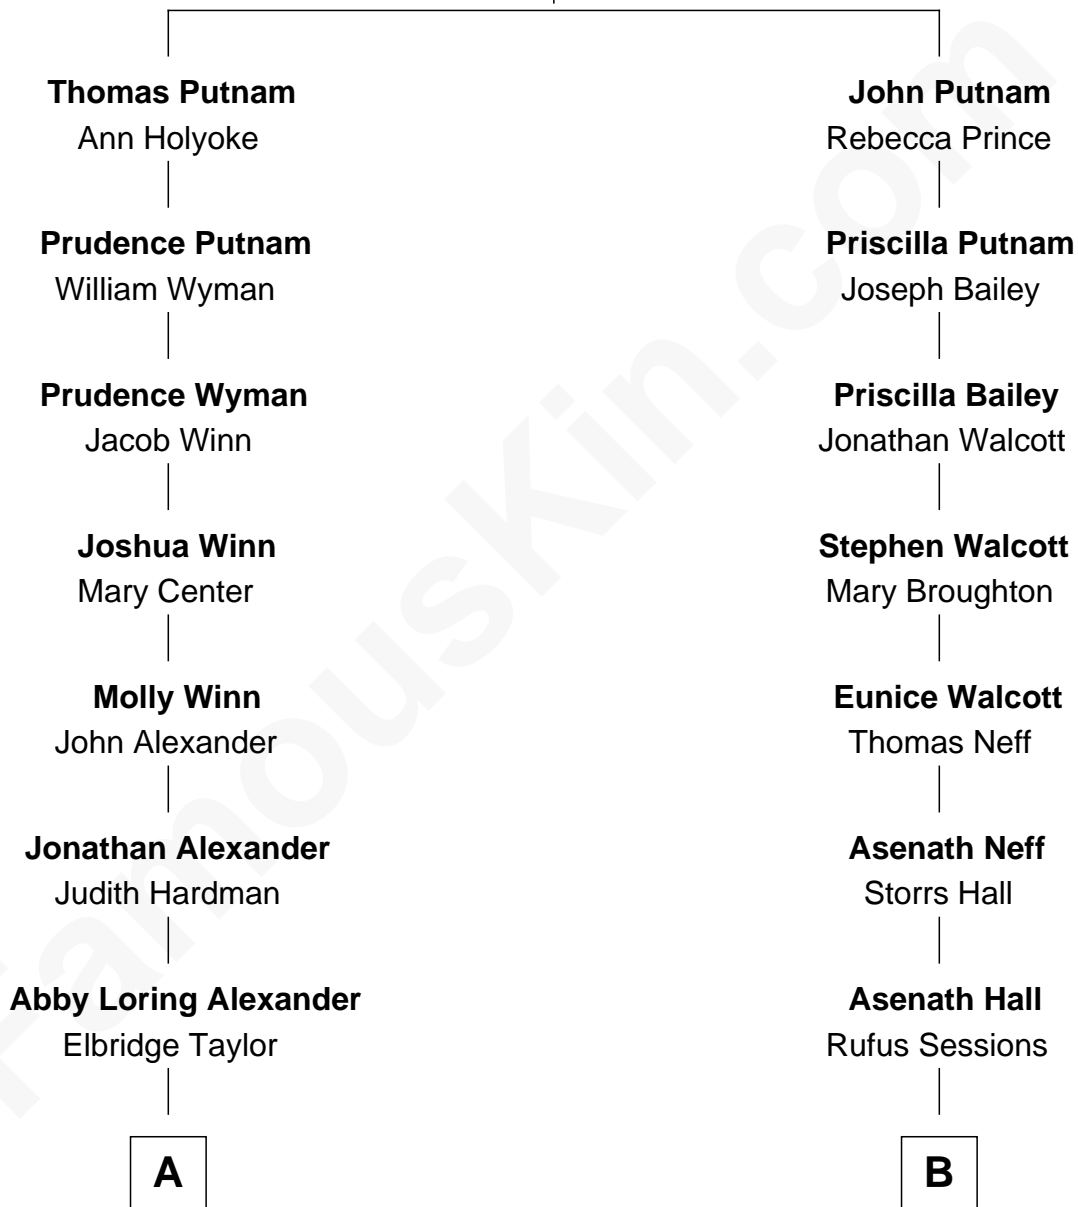 Thomas Putnam
Ann Holyoke
Prudence Putnam
William Wyman
Prudence Wyman
Jacob Winn
Joshua Winn
Mary Center
Molly Winn
John Alexander
Jonathan Alexander
Judith Hardman
Abby Loring Alexander
Elbridge Taylor
A
John Putnam
Rebecca Prince
Priscilla Putnam
Joseph Bailey
Priscilla Bailey
Jonathan Walcott
Stephen Walcott
Mary Broughton
Eunice Walcott
Thomas Neff
Asenath Neff
Storrs Hall
Asenath Hall
Rufus Sessions
B
FamousKin.com